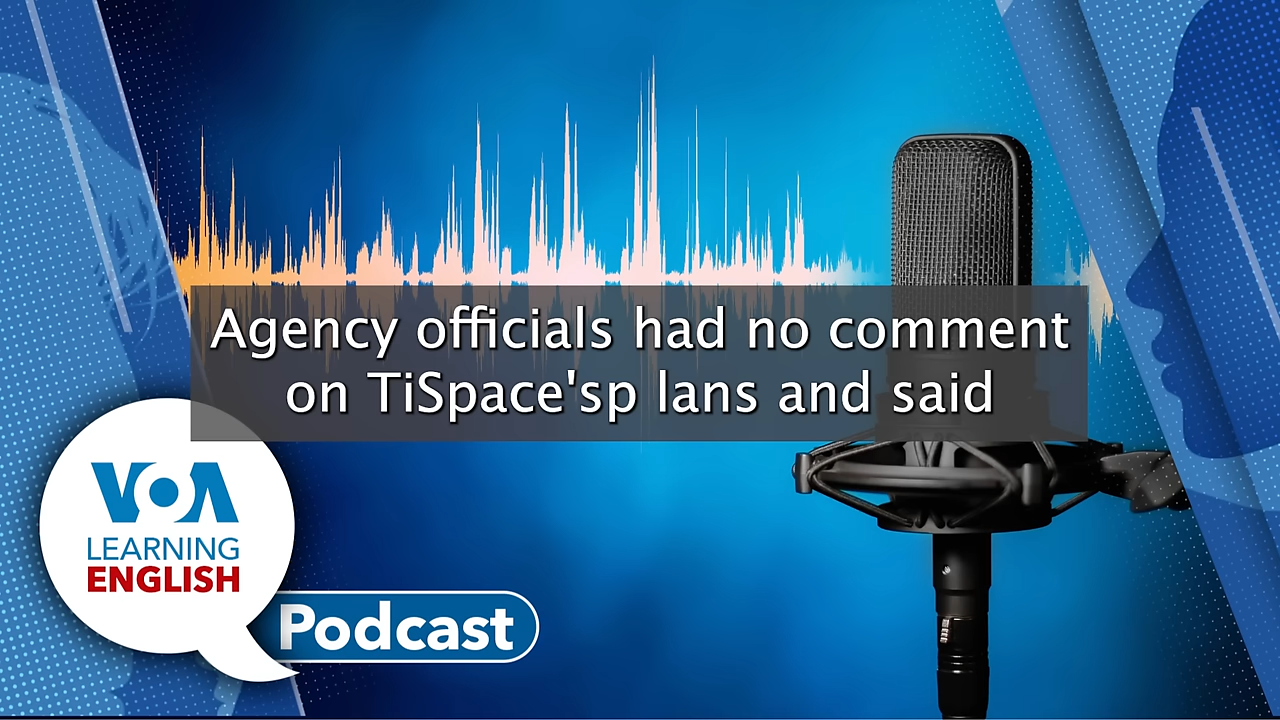 Agency officials had no comment
on TiSpace'sp lans and said
VOA
LEARNING
ENGLISH
Podcast